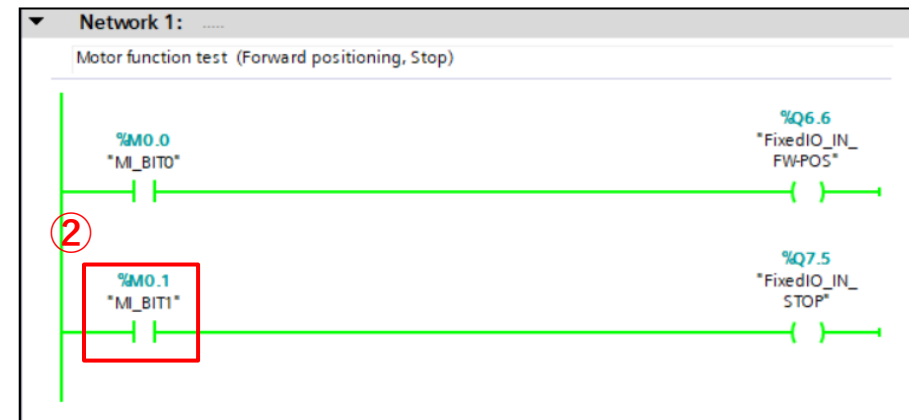 Network 1: .....
Motor function test (Forward positioning, Stop)
%M0.0
"MI_BIT0"
%Q6.6
"FixedIO_IN_
FW-POS"
②
%M0.1
"MI_BIT1"
%Q7.5
"FixedIO_IN_
STOP"